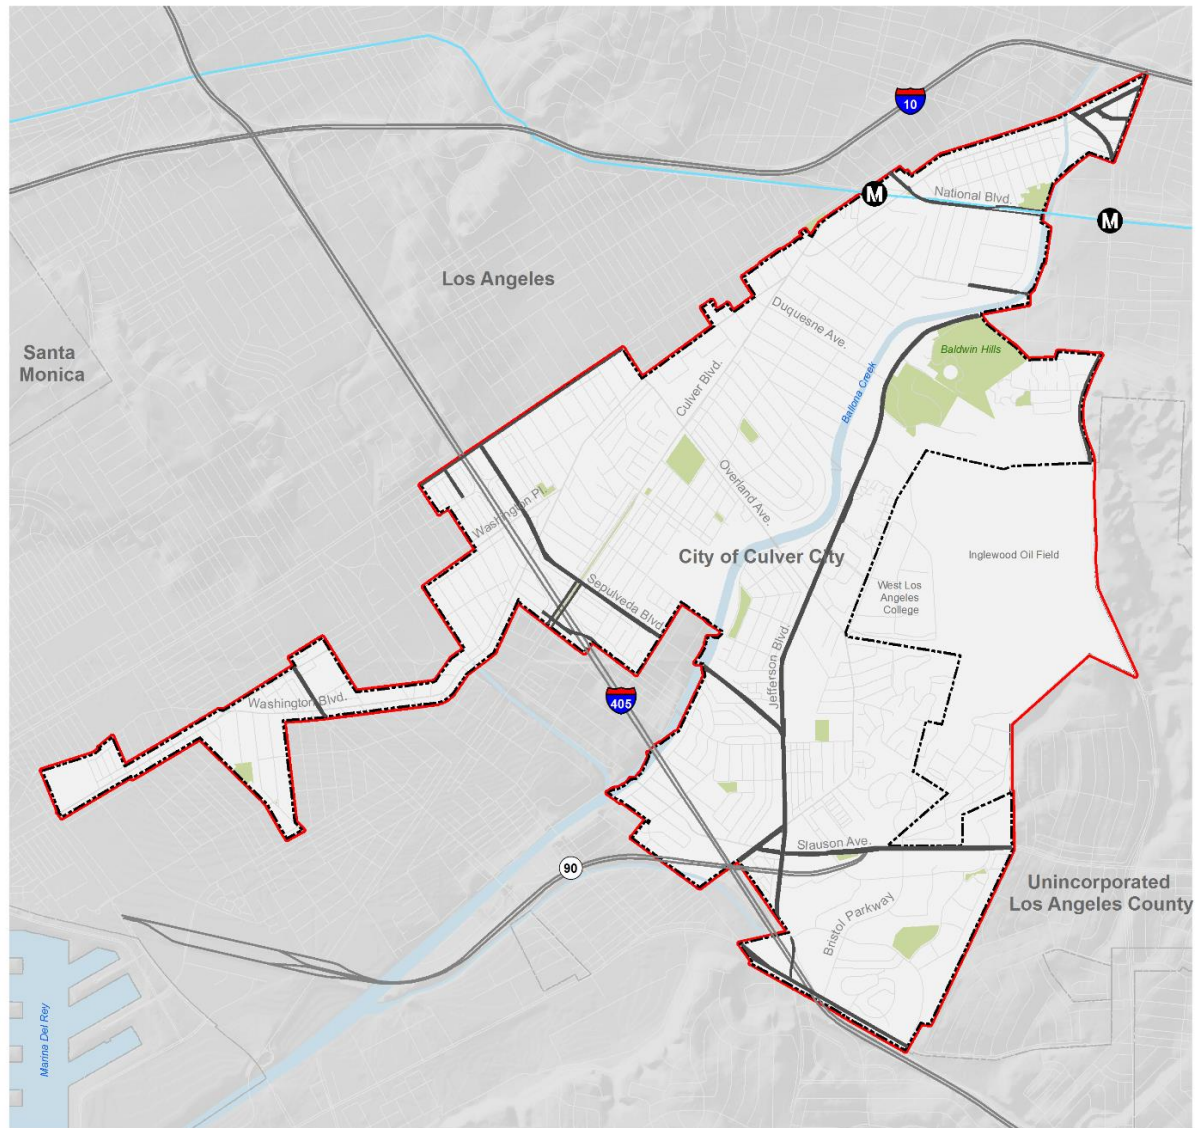 10
M
National Blvd.
M
Los Angeles
Duquesne Ave.
Santa
Monica
Baldwin Hills
Culver Blvd.
Ballona Creek
Overland Ave.
Washington Pl.
City of Culver City
Inglewood Oil Field
Sepulveda Blvd.
West Los
Angeles
College
Jefferson Blvd.
405
Washington Blvd.
Slauson Ave.
90
Unincorporated
Los Angeles County
Bristol Parkway
Marina Del Rey